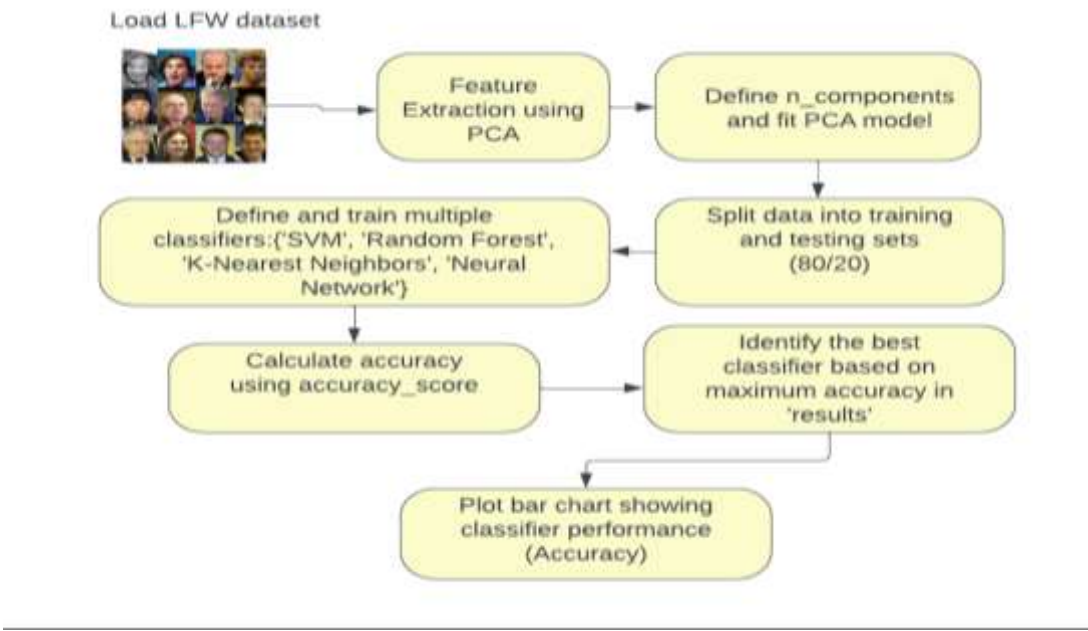 Load LFW dataset
Feature
Extraction using
PCA
Define n_components
and fit PCA model
Split data into training
and testing sets
(80/20)
Define and train multiple
classifiers:{'SVM', 'Random Forest',
'K-Nearest Neighbors', 'Neural
Network'}
Calculate accuracy
using accuracy_score
Identify the best
classifier based on
maximum accuracy in
'results'
Plot bar chart showing
classifier performance
(Accuracy)